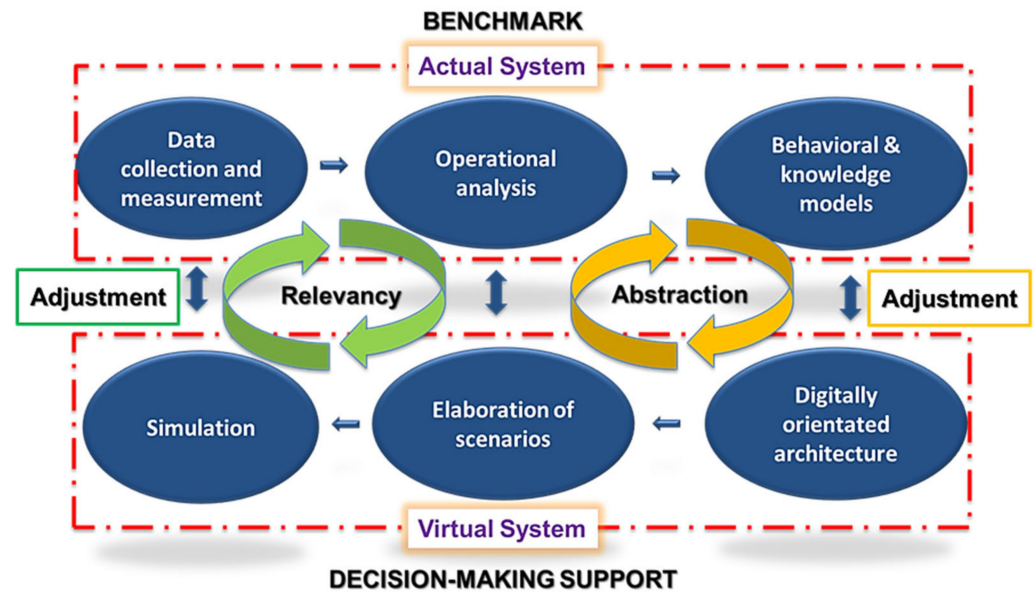 BENCHMARK
Actual System
Data
collection and
measurement
Operational
analysis
Behavioral &
knowledge
models
Adjustment
Relevancy
Abstraction
Adjustment
Simulation
Elaboration of
scenarios
Digitally
orientated
architecture
Virtual System
DECISION-MAKING SUPPORT